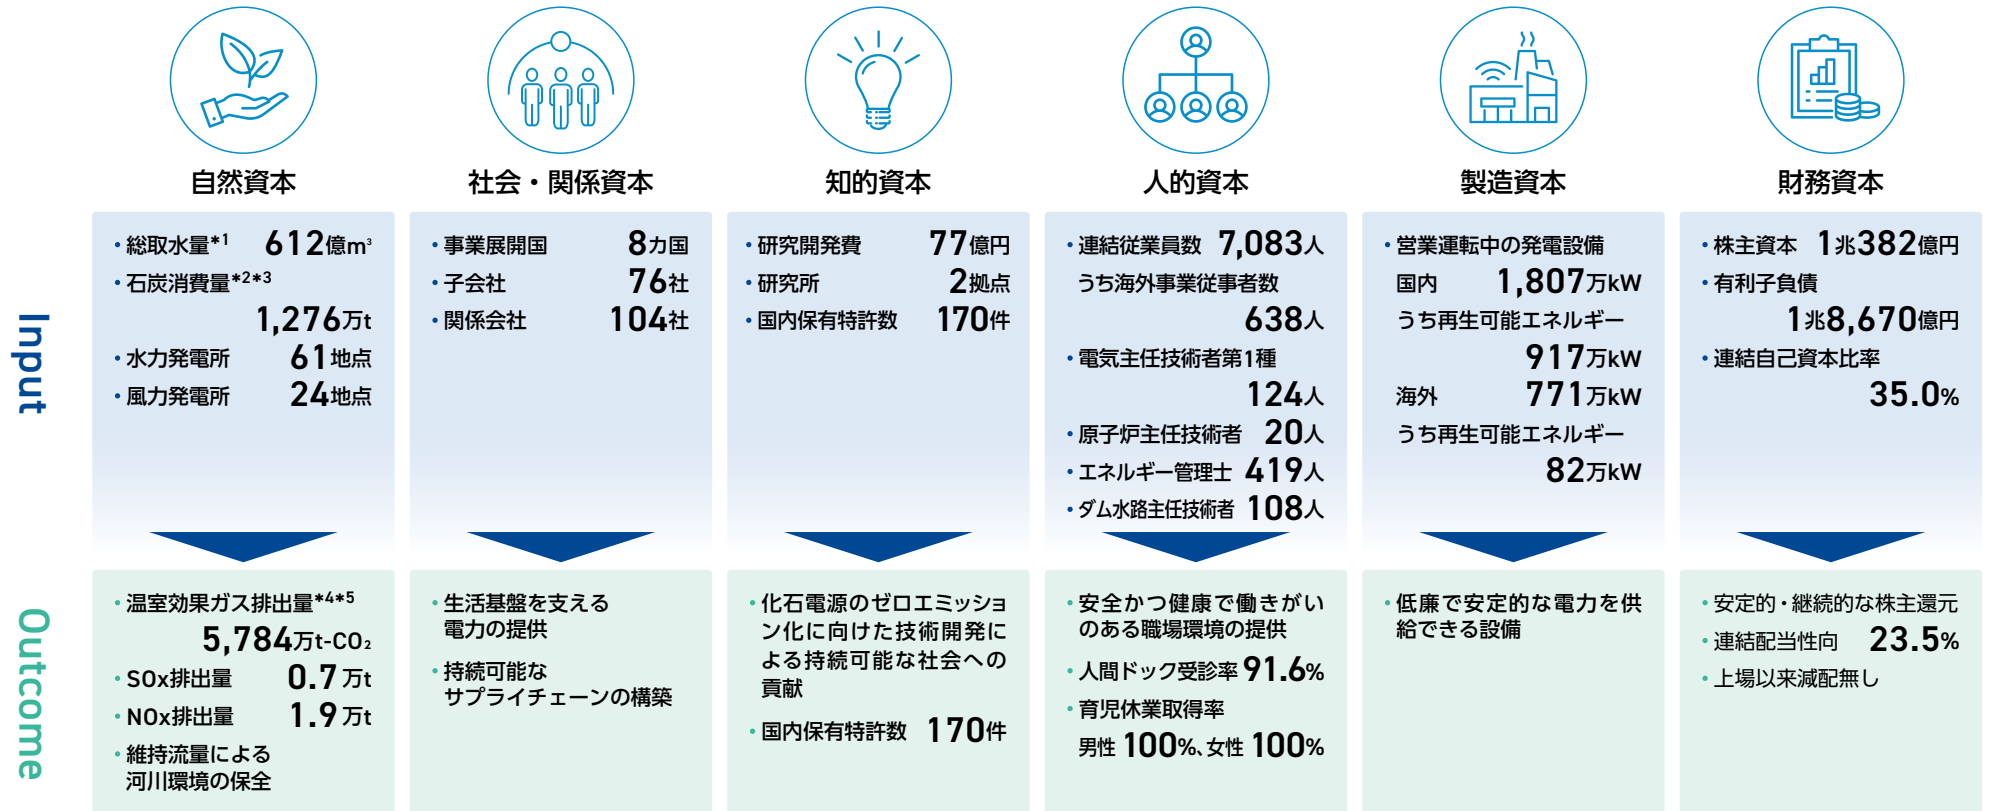 自然資本
社会・関係資本
知的資本
人的資本
製造資本
財務資本
Input
・総取水量*1 612億m³
・石炭消費量*2*3
1,276万t
・水力発電所 61地点
・風力発電所 24地点
・事業展開国 8カ国
・子会社 76社
・関係会社 104社
・研究開発費 77億円
・研究所 2拠点
・国内保有特許数 170件
・連結従業員数 7,083人
うち海外事業従事者数
638人
・電気主任技術者第1種
124人
・原子炉主任技術者 20人
・エネルギー管理士 419人
・ダム水路主任技術者 108人
・営業運転中の発電設備
国内 1,807万kW
うち再生可能エネルギー
917万kW
海外 771万kW
うち再生可能エネルギー
82万kW
・株主資本 1兆382億円
・有利子負債
1兆8,670億円
・連結自己資本比率
35.0%
Outcome
・温室効果ガス排出量*4*5
5,784万t-CO₂
・SOx排出量 0.7万t
・NOx排出量 1.9万t
・維持流量による
河川環境の保全
・生活基盤を支える
電力の提供
・持続可能な
サプライチェーンの構築
・化石電源のゼロエミッショ
ン化に向けた技術開発に
よる持続可能な社会への
貢献
・国内保有特許数 170件
・安全かつ健康で働きがい
のある職場環境の提供
・人間ドック受診率 91.6%
・育児休業取得率
男性 100%、女性 100%
・低廉で安定的な電力を供
給できる設備
・安定的・継続的な株主還元
・連結配当性向 23.5%
・上場以来減配無し